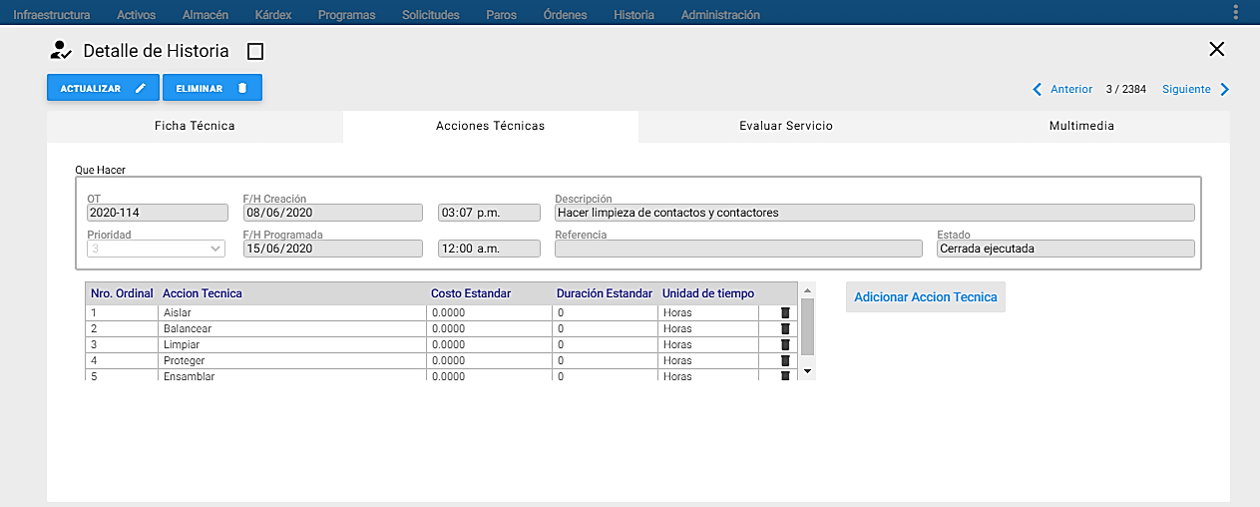 Infraestructura Activos Almacén Kárdex Programas Solicitudes Paros Órdenes Historia Administración
Detalle de Historia
ACTUALIZAR ELIMINAR Anterior 3 / 2384 Siguiente
Ficha Técnica Acciones Técnicas Evaluar Servicio Multimedia
Que Hacer
OT F/H Creación Descripción
2020-114 08/06/2020 03:07 p.m. Hacer limpieza de contactos y contactores
Prioridad F/H Programada Referencia Estado
3 15/06/2020 12:00 a.m. Cerrada ejecutada
Nro. Ordinal Accion Tecnica Costo Estandar Duración Estandar Unidad de tiempo Adicionar Accion Tecnica
1 Aislar 0.0000 0 Horas
2 Balancear 0.0000 0 Horas
3 Limpiar 0.0000 0 Horas
4 Proteger 0.0000 0 Horas
5 Ensamblar 0.0000 0 Horas